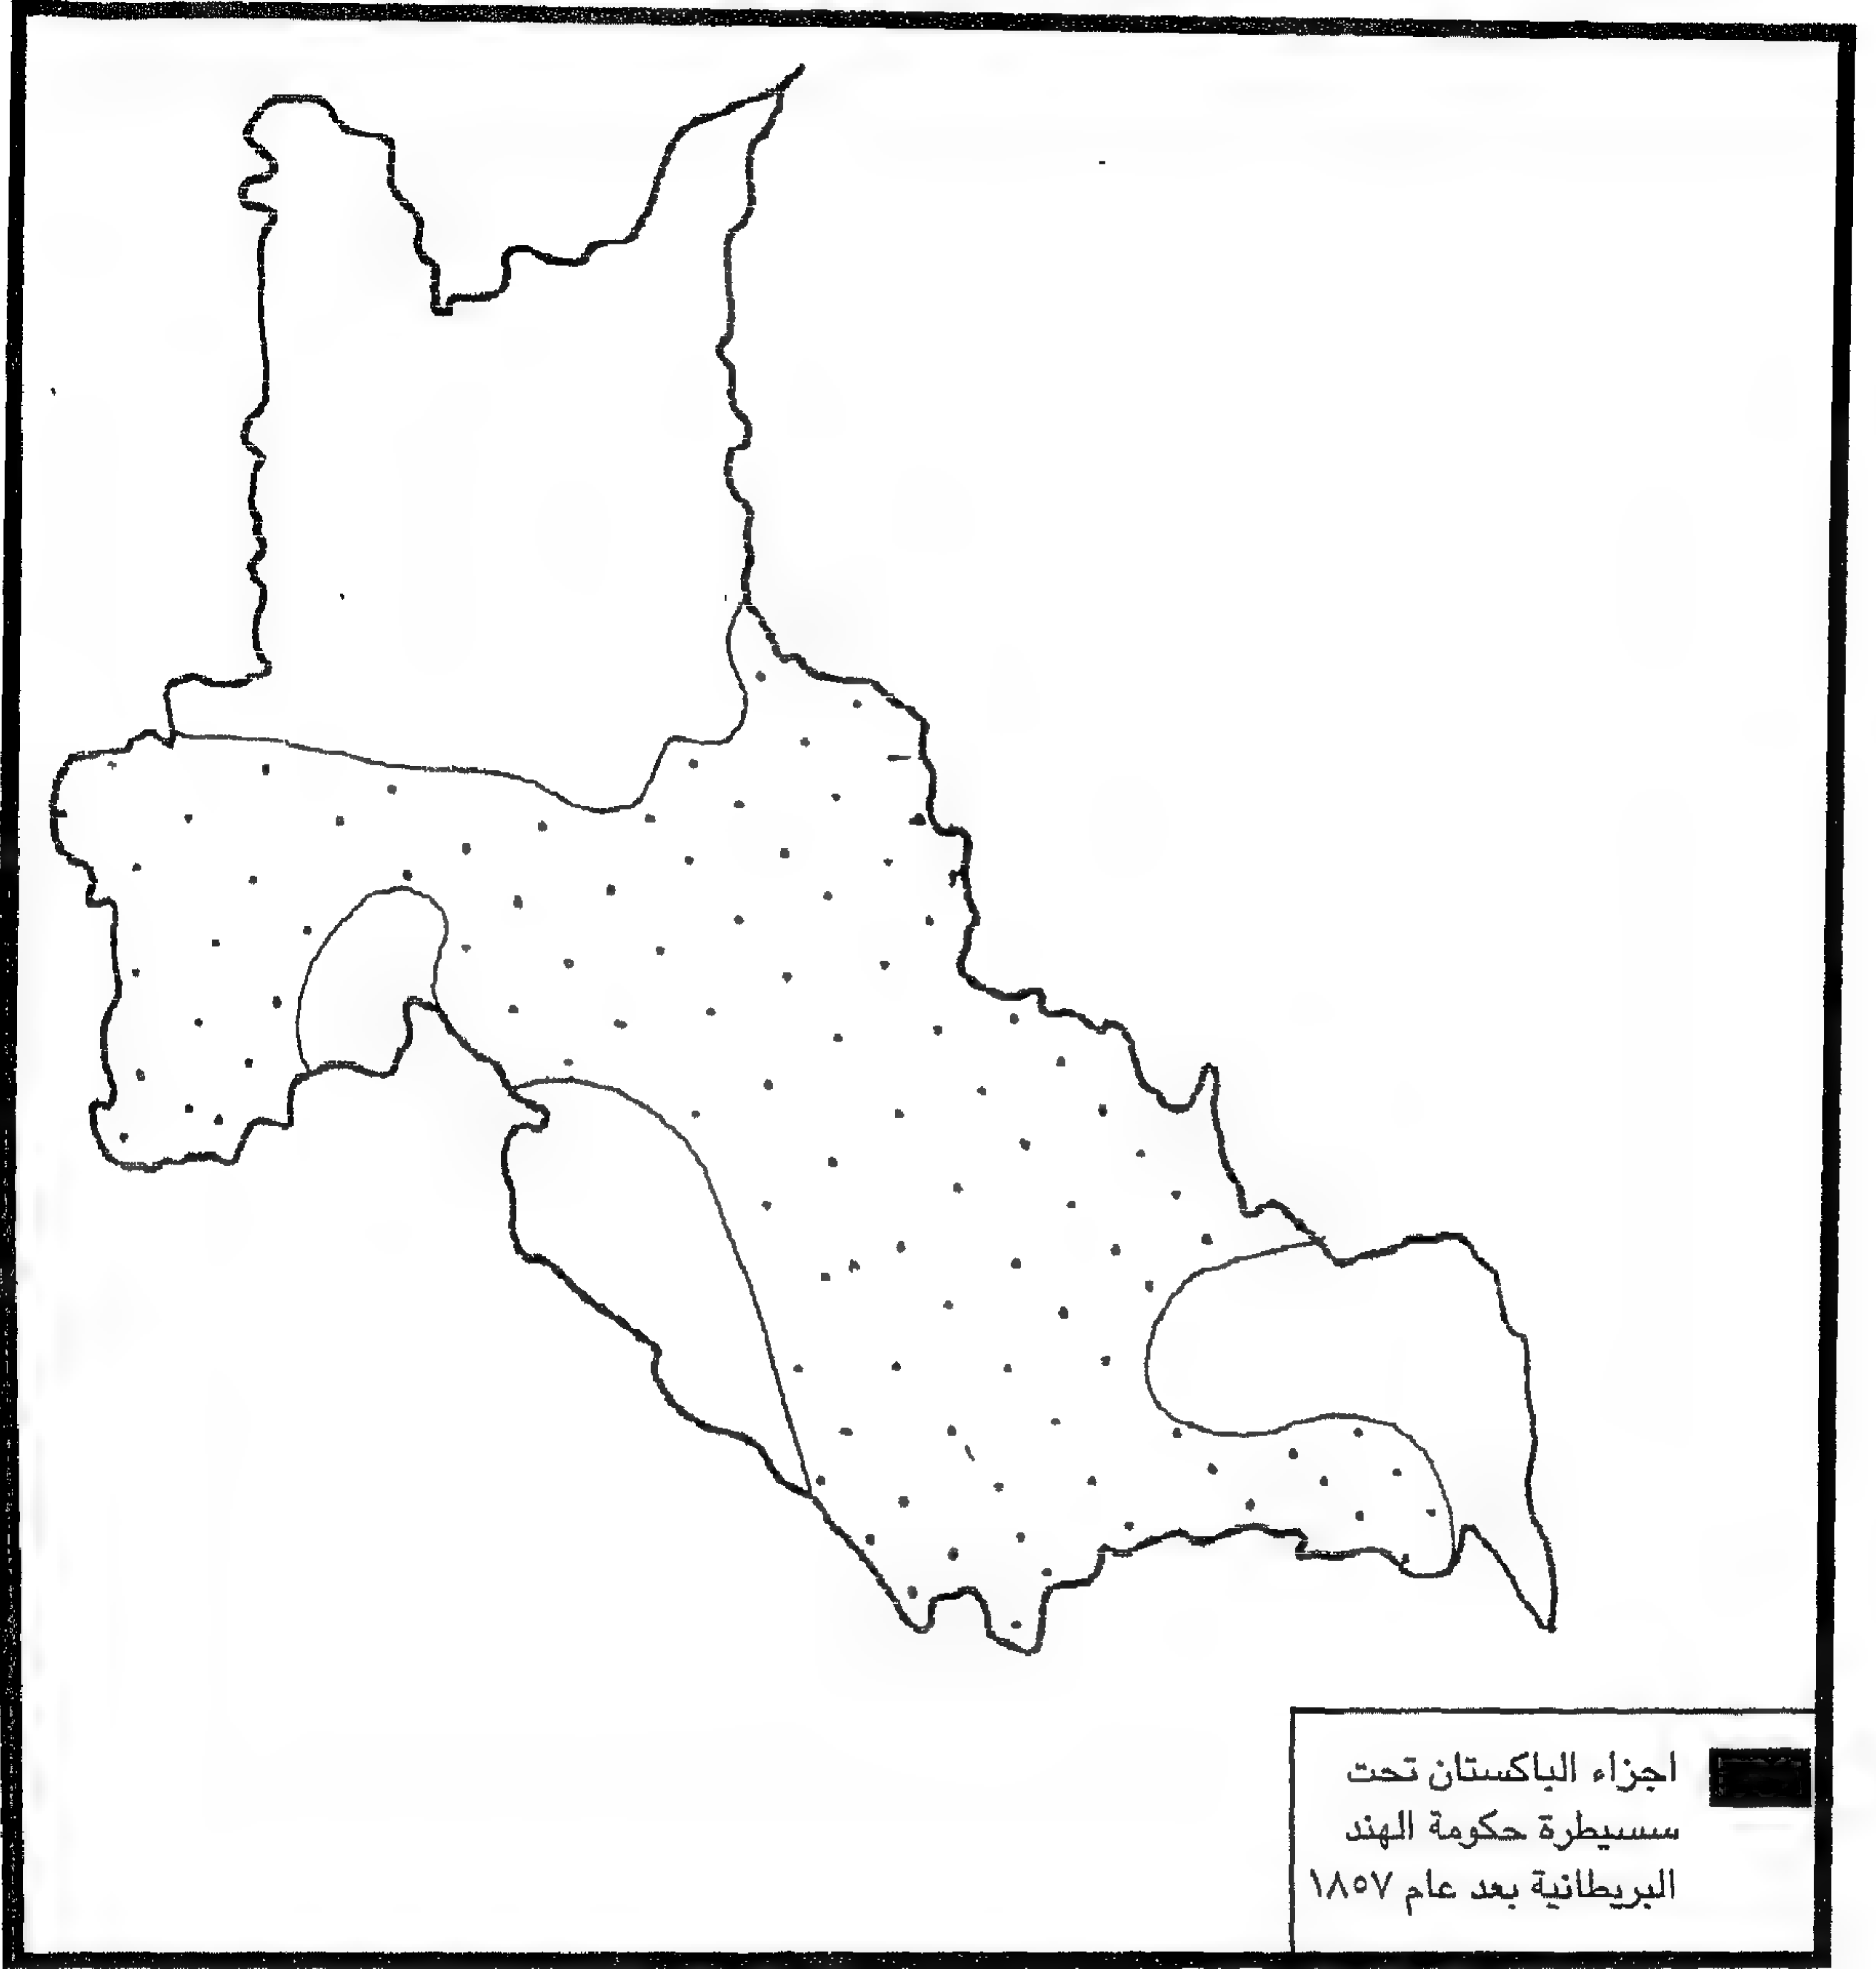 اجزاء الباكستان تحت
سسيطرة حكومة الهند
البريطانية بعد عام ١٨٥٧